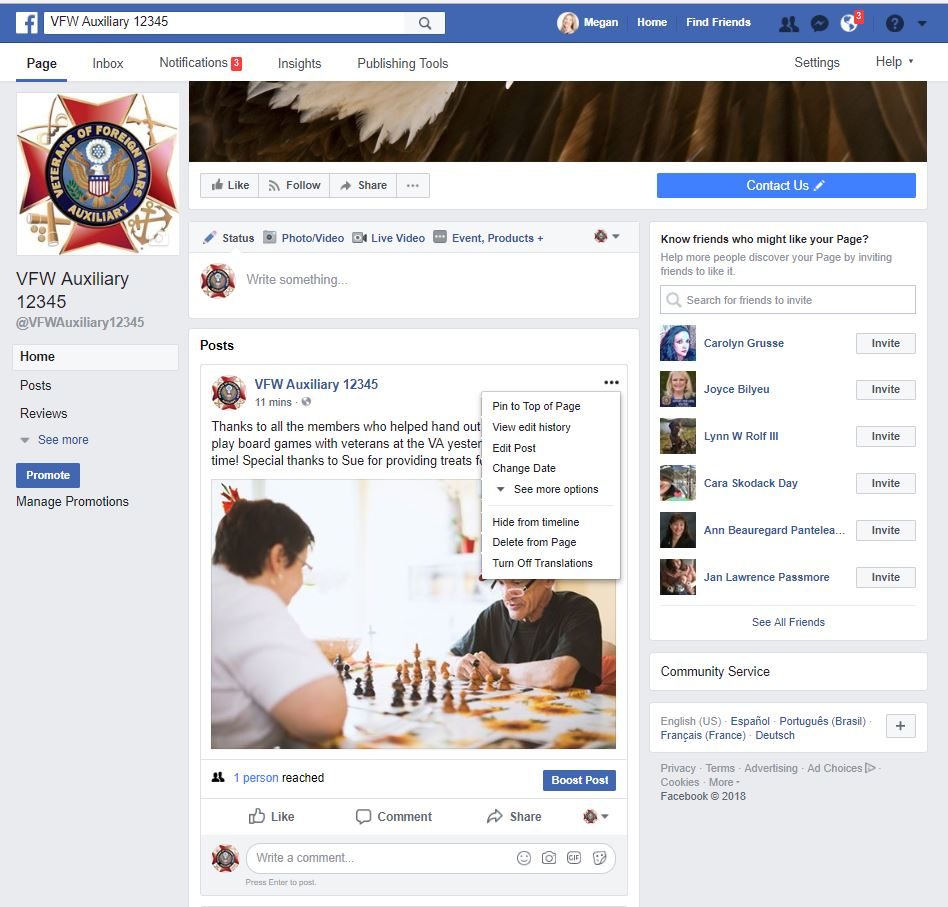 VFW Auxiliary 12345
Megan Home Find Friends 3
Page Inbox Notifications 3 Insights Publishing Tools Settings Help
VETERANS OF FOREIGN WARS
AUXILIARY
Like Follow Share ...
Contact Us
VFW Auxiliary
12345
@VFWAuxiliary12345
Home
Posts
Reviews
See more
Promote
Manage Promotions
Status Photo/Video Live Video Event, Products +
Write something...
Posts
VFW Auxiliary 12345
11 mins ·
Thanks to all the members who helped hand out
play board games with veterans at the VA yester
time! Special thanks to Sue for providing treats f
Pin to Top of Page
View edit history
Edit Post
Change Date
See more options
Hide from timeline
Delete from Page
Turn Off Translations
1 person reached
Boost Post
Like Comment Share
Write a comment...
GIF
Press Enter to post.
Know friends who might like your Page?
Help more people discover your Page by inviting
friends to like it.
Search for friends to invite
Carolyn Grusse Invite
Joyce Bilyeu Invite
Lynn W Rolf III Invite
Cara Skodack Day Invite
Ann Beauregard Pantelea... Invite
Jan Lawrence Passmore Invite
See All Friends
Community Service
English (US) · Español · Português (Brasil) ·
Français (France) · Deutsch
+
Privacy · Terms · Advertising · Ad Choices ·
Cookies · More
Facebook © 2018